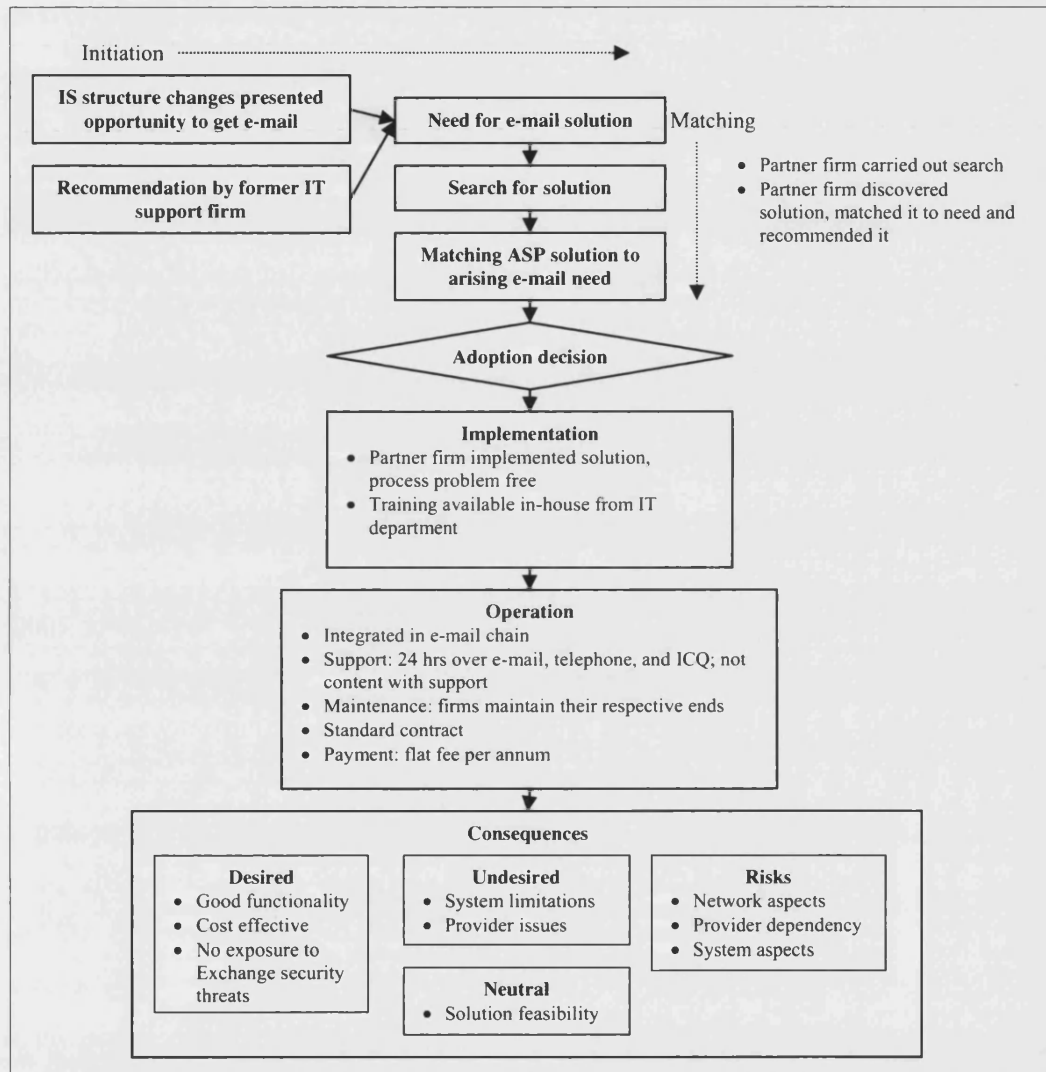 Initiation
IS structure changes presented
opportunity to get e-mail
Recommendation by former IT
support firm
Need for e-mail solution
Matching
Search for solution
Matching ASP solution to
arising e-mail need
• Partner firm carried out search
• Partner firm discovered
solution, matched it to need and
recommended it
Adoption decision
Implementation
• Partner firm implemented solution,
process problem free
• Training available in-house from IT
department
Operation
• Integrated in e-mail chain
• Support: 24 hrs over e-mail, telephone, and ICQ; not
content with support
• Maintenance: firms maintain their respective ends
• Standard contract
• Payment: flat fee per annum
Consequences
Desired
• Good functionality
• Cost effective
• No exposure to
Exchange security
threats
Undesired
• System limitations
• Provider issues
Neutral
• Solution feasibility
Risks
• Network aspects
• Provider dependency
• System aspects